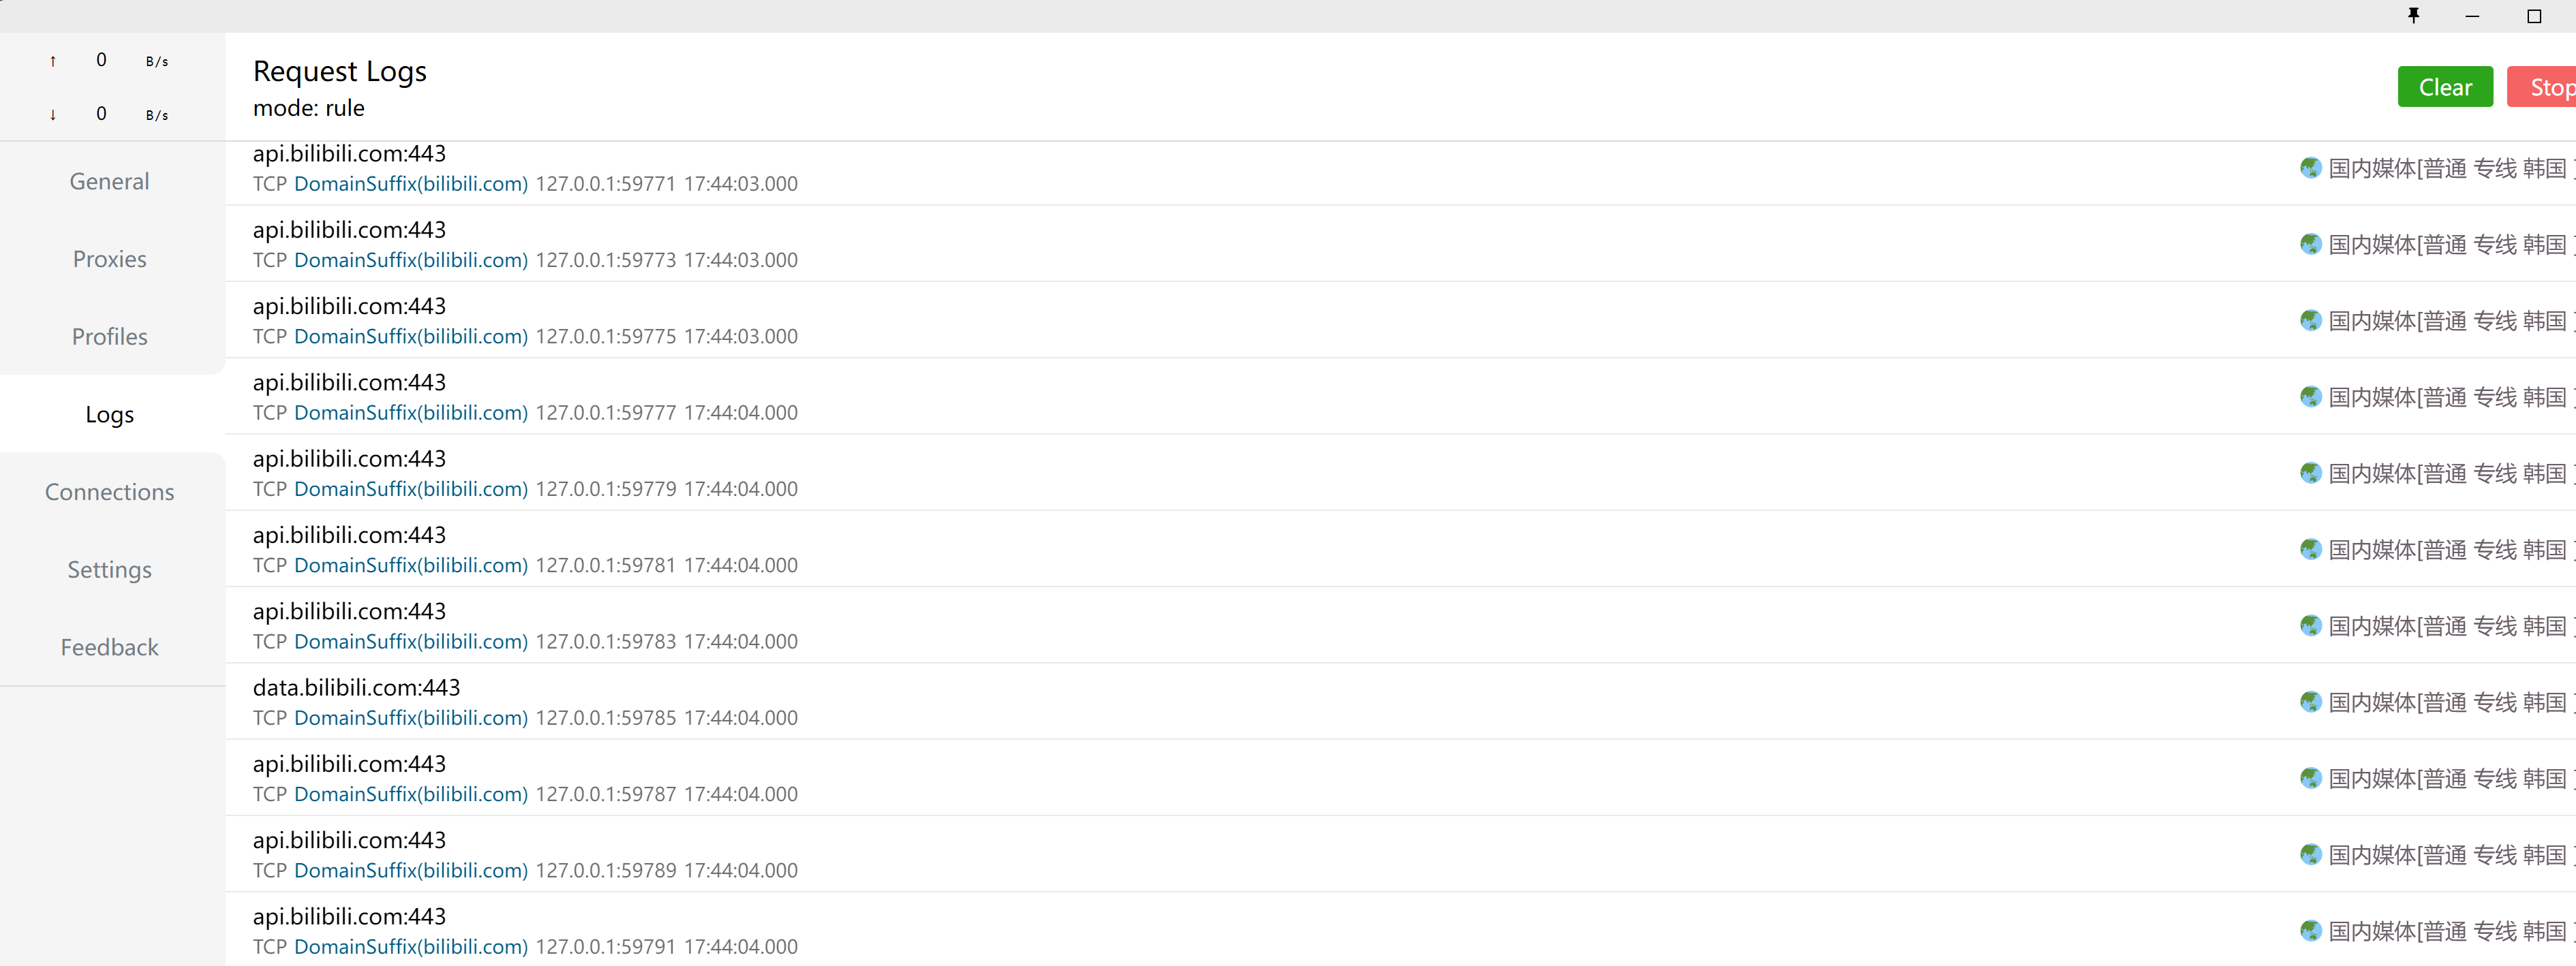 ↑ 0 B/s
↓ 0 B/s
Request Logs
mode: rule
Clear
Stop
General
Proxies
Profiles
Logs
Connections
Settings
Feedback
api.bilibili.com:443
TCP DomainSuffix(bilibili.com) 127.0.0.1:59771 17:44:03.000
国内媒体[普通 专线 韩国 ]
api.bilibili.com:443
TCP DomainSuffix(bilibili.com) 127.0.0.1:59773 17:44:03.000
国内媒体[普通 专线 韩国 ]
api.bilibili.com:443
TCP DomainSuffix(bilibili.com) 127.0.0.1:59775 17:44:03.000
国内媒体[普通 专线 韩国 ]
api.bilibili.com:443
TCP DomainSuffix(bilibili.com) 127.0.0.1:59777 17:44:04.000
国内媒体[普通 专线 韩国 ]
api.bilibili.com:443
TCP DomainSuffix(bilibili.com) 127.0.0.1:59779 17:44:04.000
国内媒体[普通 专线 韩国 ]
api.bilibili.com:443
TCP DomainSuffix(bilibili.com) 127.0.0.1:59781 17:44:04.000
国内媒体[普通 专线 韩国 ]
api.bilibili.com:443
TCP DomainSuffix(bilibili.com) 127.0.0.1:59783 17:44:04.000
国内媒体[普通 专线 韩国 ]
data.bilibili.com:443
TCP DomainSuffix(bilibili.com) 127.0.0.1:59785 17:44:04.000
国内媒体[普通 专线 韩国 ]
api.bilibili.com:443
TCP DomainSuffix(bilibili.com) 127.0.0.1:59787 17:44:04.000
国内媒体[普通 专线 韩国 ]
api.bilibili.com:443
TCP DomainSuffix(bilibili.com) 127.0.0.1:59789 17:44:04.000
国内媒体[普通 专线 韩国 ]
api.bilibili.com:443
TCP DomainSuffix(bilibili.com) 127.0.0.1:59791 17:44:04.000
国内媒体[普通 专线 韩国 ]